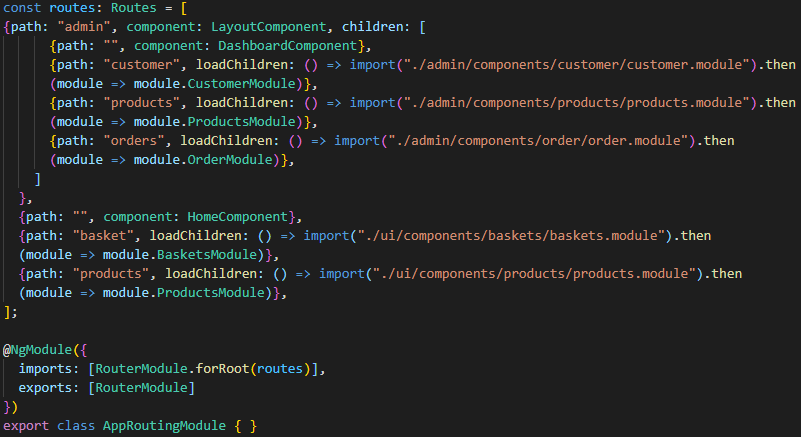 const routes: Routes = [
{path: "admin", component: LayoutComponent, children: [
      {path: "", component: DashboardComponent},
      {path: "customer", loadChildren: () => import("./admin/components/customer/customer.module").then
      (module => module.CustomerModule)},
      {path: "products", loadChildren: () => import("./admin/components/products/products.module").then
      (module => module.ProductsModule)},
      {path: "orders", loadChildren: () => import("./admin/components/order/order.module").then
      (module => module.OrderModule)},
    ]
  },
  {path: "", component: HomeComponent},
  {path: "basket", loadChildren: () => import("./ui/components/baskets/baskets.module").then
  (module => module.BasketsModule)},
  {path: "products", loadChildren: () => import("./ui/components/products/products.module").then
  (module => module.ProductsModule)},
];

@NgModule({
  imports: [RouterModule.forRoot(routes)],
  exports: [RouterModule]
})
export class AppRoutingModule { }